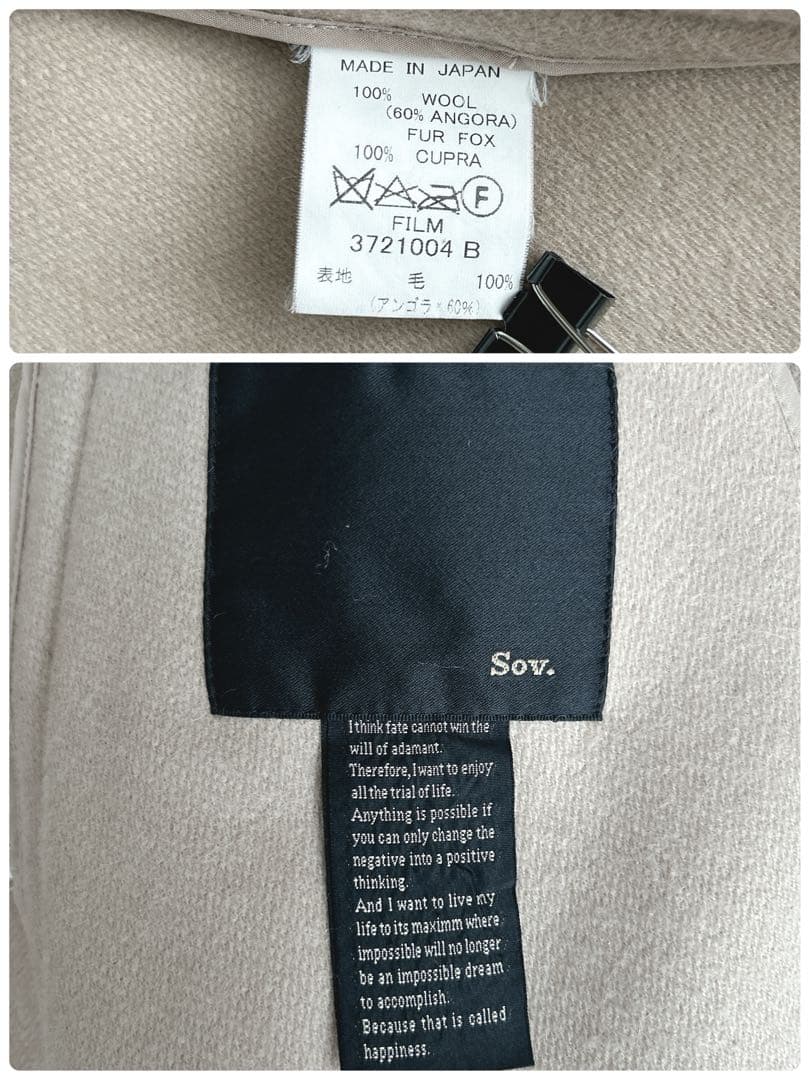 MADE IN JAPAN
100% WOOL
(60% ANGORA)
FUR FOX
100% CUPRA
F
FILM
3721004 B
表地 毛 100%
(アンゴラ×60%)
Sov.
I think fate cannot win the
will of adamant.
Therefore, I want to enjoy
all the trial of life.
Anything is possible if
you can only change the
negative into a positive
thinking.
And I want to live my
life to its maximm where
impossible will no longer
be an impossible dream
to accomplish.
Because that is called
happiness.